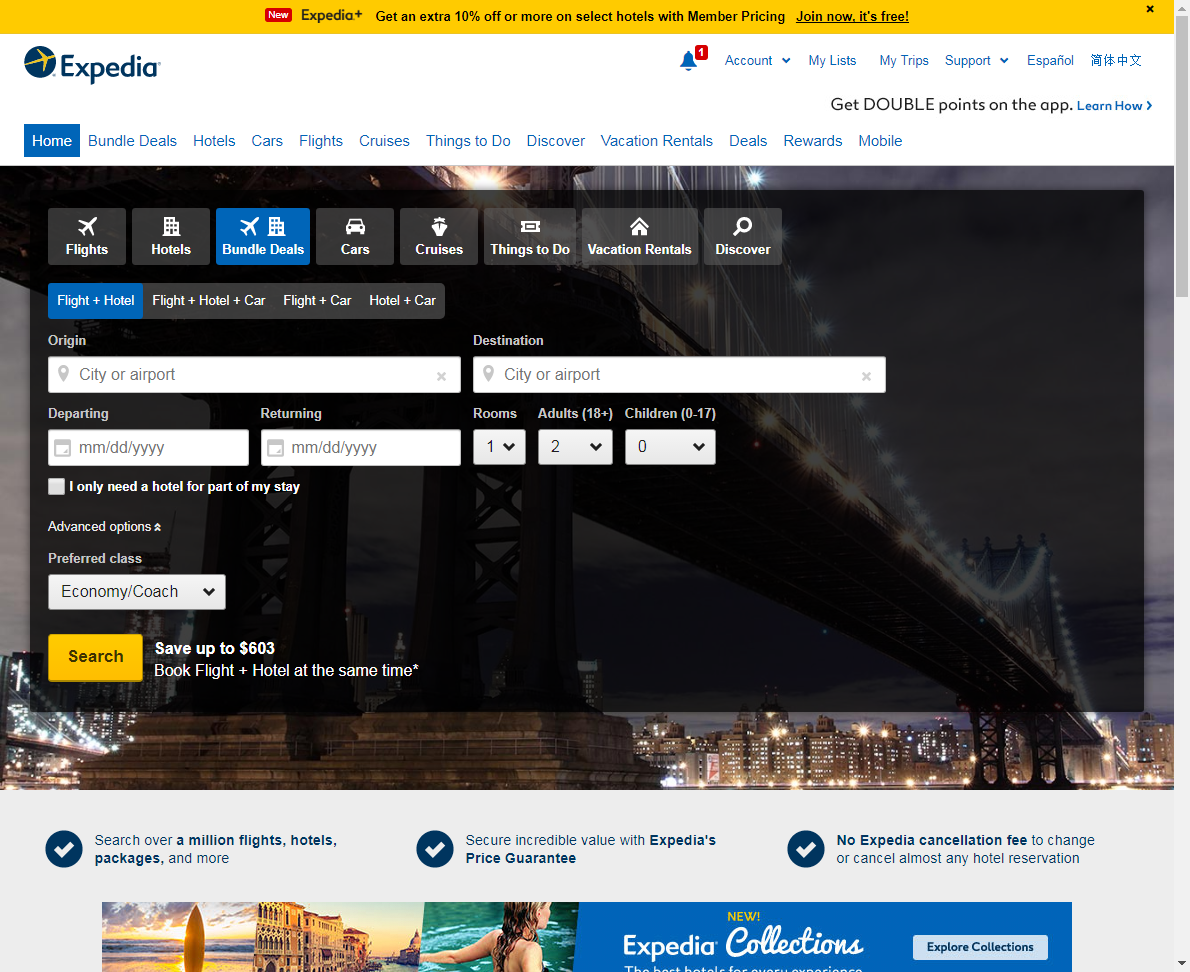 New Expedia+ Get an extra 10% off or more on select hotels with Member Pricing Join now, it's free! ×
Expedia
1 Account My Lists My Trips Support Español 简体中文
Get DOUBLE points on the app. Learn How ›
Home Bundle Deals Hotels Cars Flights Cruises Things to Do Discover Vacation Rentals Deals Rewards Mobile
Flights Hotels Bundle Deals Cars Cruises Things to Do Vacation Rentals Discover
Flight + Hotel Flight + Hotel + Car Flight + Car Hotel + Car
Origin Destination
City or airport × City or airport ×
Departing Returning Rooms Adults (18+) Children (0-17)
mm/dd/yyyy mm/dd/yyyy 1 2 0
I only need a hotel for part of my stay
Advanced options
Preferred class
Economy/Coach
Search
Save up to $603
Book Flight + Hotel at the same time*
Search over a million flights, hotels,
packages, and more
Secure incredible value with Expedia's
Price Guarantee
No Expedia cancellation fee to change
or cancel almost any hotel reservation
NEW!
Expedia Collections
The best hotels for every experience
Explore Collections